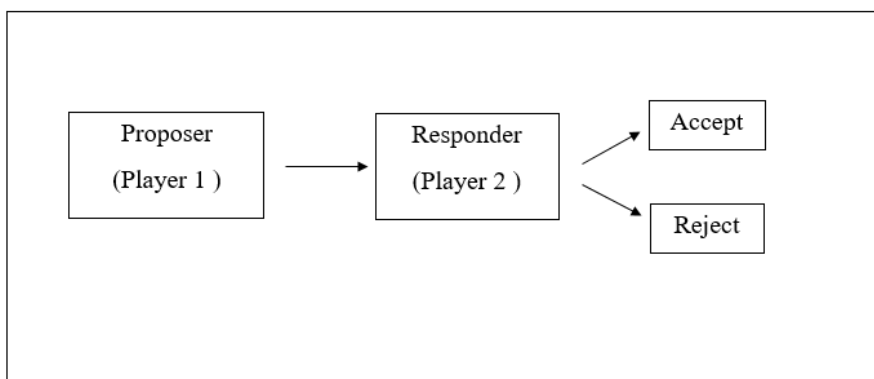 Proposer
(Player 1 )
Responder
(Player 2 )
Accept
Reject